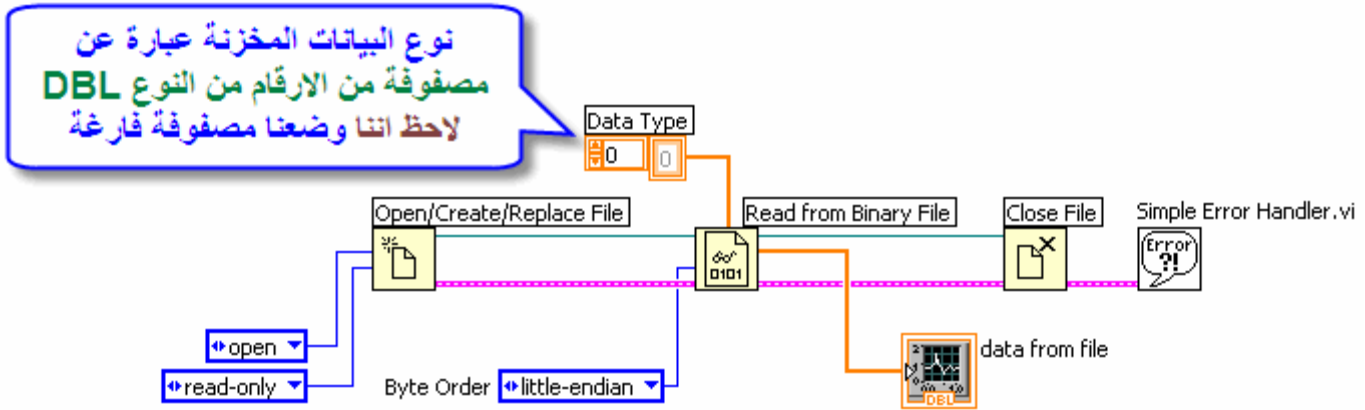 نوع البيانات المخزنة عبارة عن
مصفوفة من الارقام من النوع DBL
لاحظ اننا وضعنا مصفوفة فارغة
Data Type
0 0
Open/Create/Replace File
Read from Binary File
Close File
Simple Error Handler.vi
0101
Error
?!
open
read-only
Byte Order little-endian
data from file
DBL